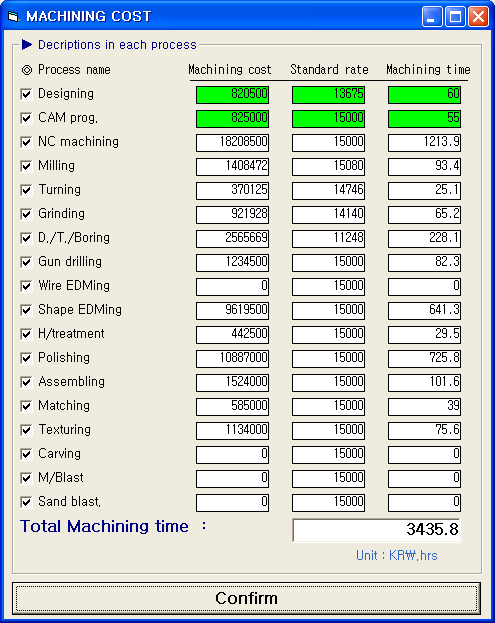 MACHINING COST
Decriptions in each process
Process name Machining cost Standard rate Machining time
Designing 820500 13675 60
CAM prog. 825000 15000 55
NC machining 18208500 15000 1213.9
Milling 1408472 15080 93.4
Turning 370125 14746 25.1
Grinding 921928 14140 65.2
D./T./Boring 2565669 11248 228.1
Gun drilling 1234500 15000 82.3
Wire EDMing 0 15000 0
Shape EDMing 9619500 15000 641.3
H/treatment 442500 15000 29.5
Polishing 10887000 15000 725.8
Assembling 1524000 15000 101.6
Matching 585000 15000 39
Texturing 1134000 15000 75.6
Carving 0 15000 0
M/Blast 0 15000 0
Sand blast. 0 15000 0
Total Machining time : 3435.8
Unit : KR₩.hrs
Confirm